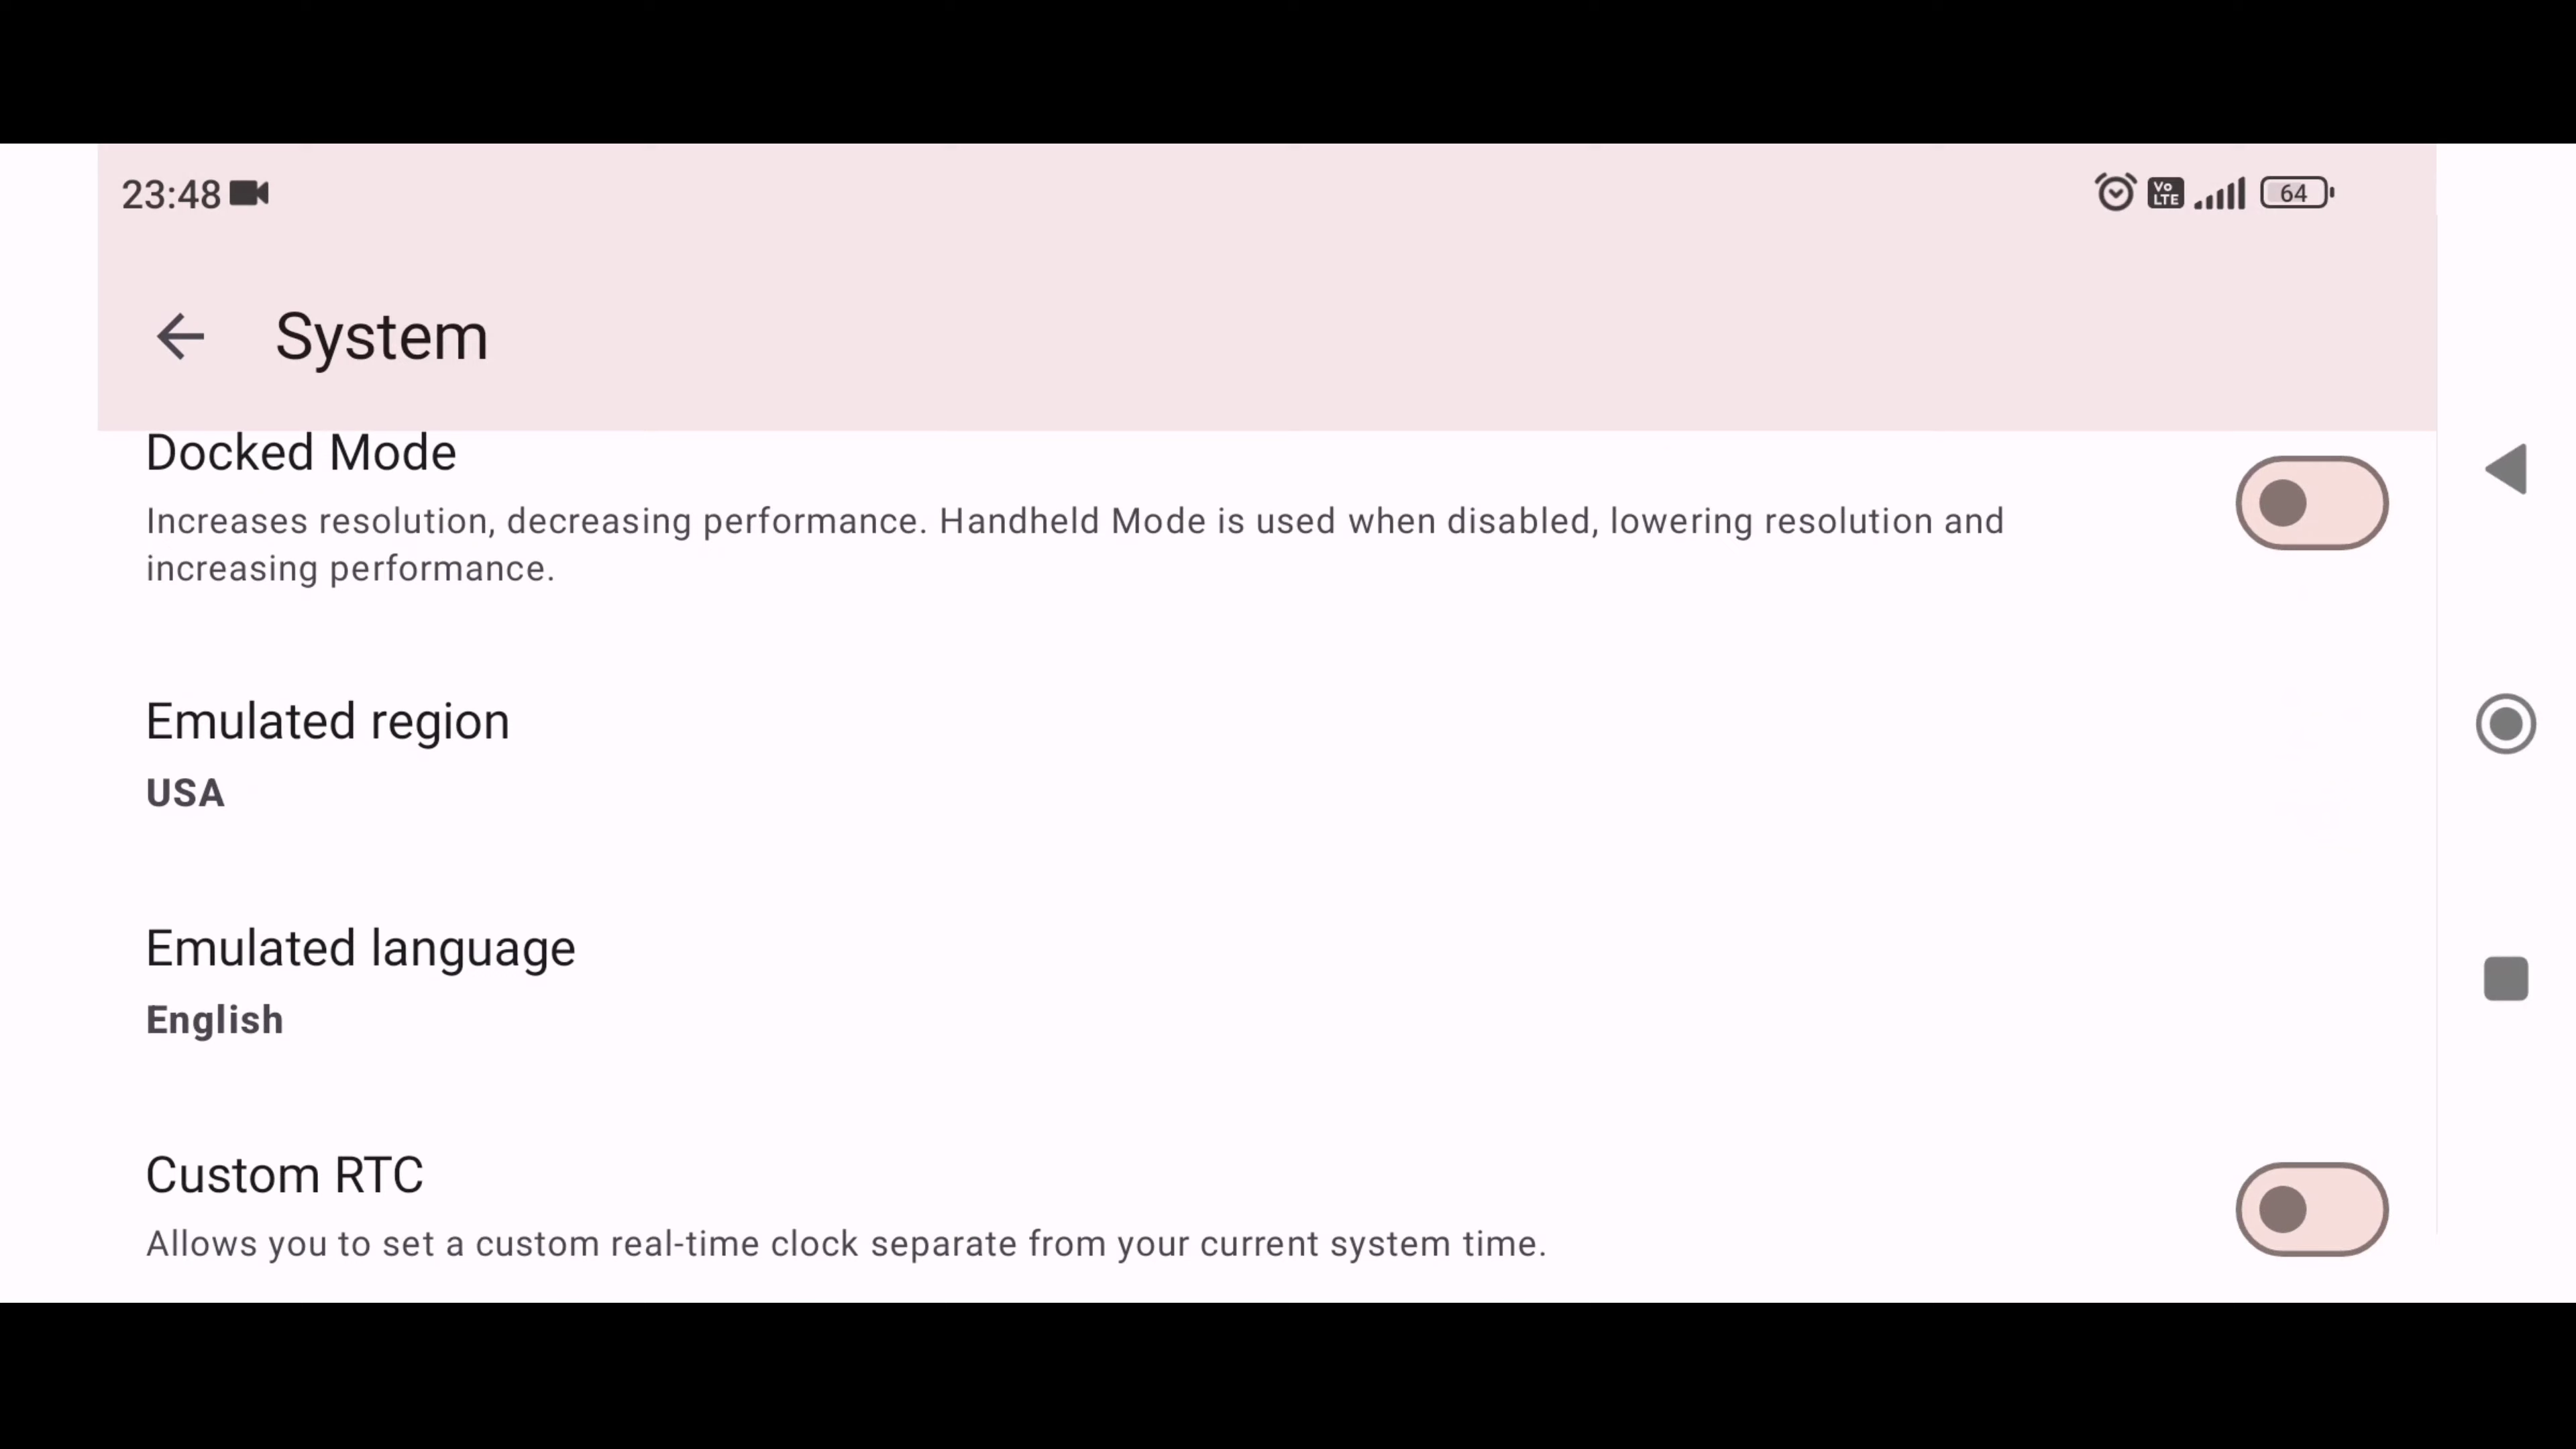 23:48
Vo
LTE
64
System
Docked Mode
Increases resolution, decreasing performance. Handheld Mode is used when disabled, lowering resolution and
increasing performance.
Emulated region
USA
Emulated language
English
Custom RTC
Allows you to set a custom real-time clock separate from your current system time.